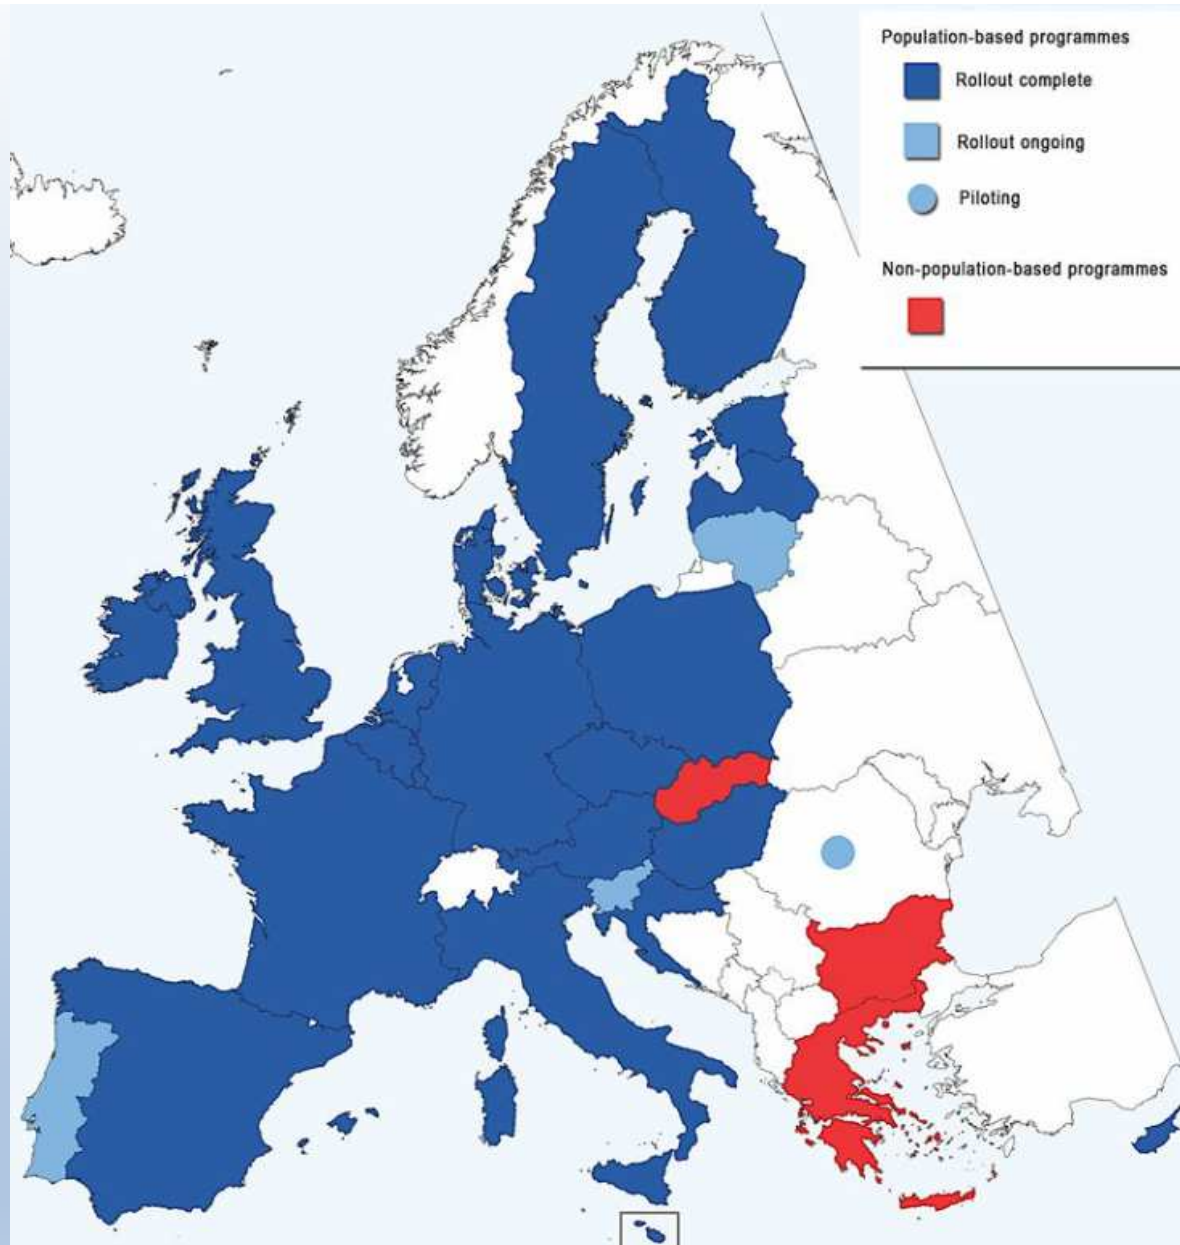 Population-based programmes
Rollout complete
Rollout ongoing
Piloting
Non-population-based programmes